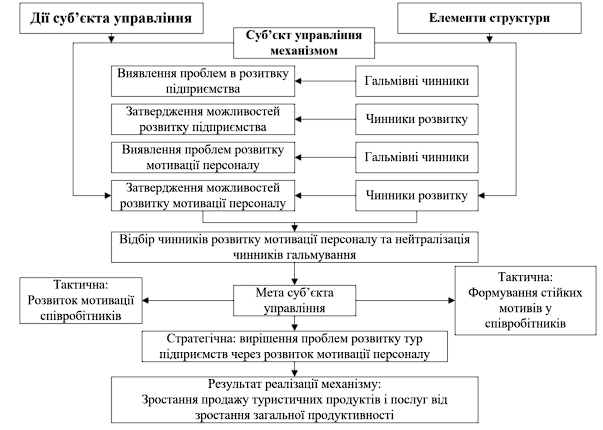 Дії суб’єкта управління
Елементи структури
Суб’єкт управління
механізмом
Виявлення проблем в розитвку
підприємства
Гальмівні чинники
Затвердження можливостей
розвитку підприємства
Чинники розвитку
Виявлення проблем розвитку
мотивації персоналу
Гальмівні чинники
Затвердження можливостей
розвитку мотивації персоналу
Чинники розвитку
Відбір чинників розвитку мотивації персоналу та нейтралізація
чинників гальмування
Тактична:
Розвиток мотивації
співробітників
Мета суб’єкта
управління
Тактична:
Формування стійких
мотивів у
співробітників
Стратегічна: вирішення проблем розвитку тур
підприємств через розвиток мотивації персоналу
Результат реалізації механізму:
Зростання продажу туристичних продуктів і послуг від
зростання загальної продуктивності